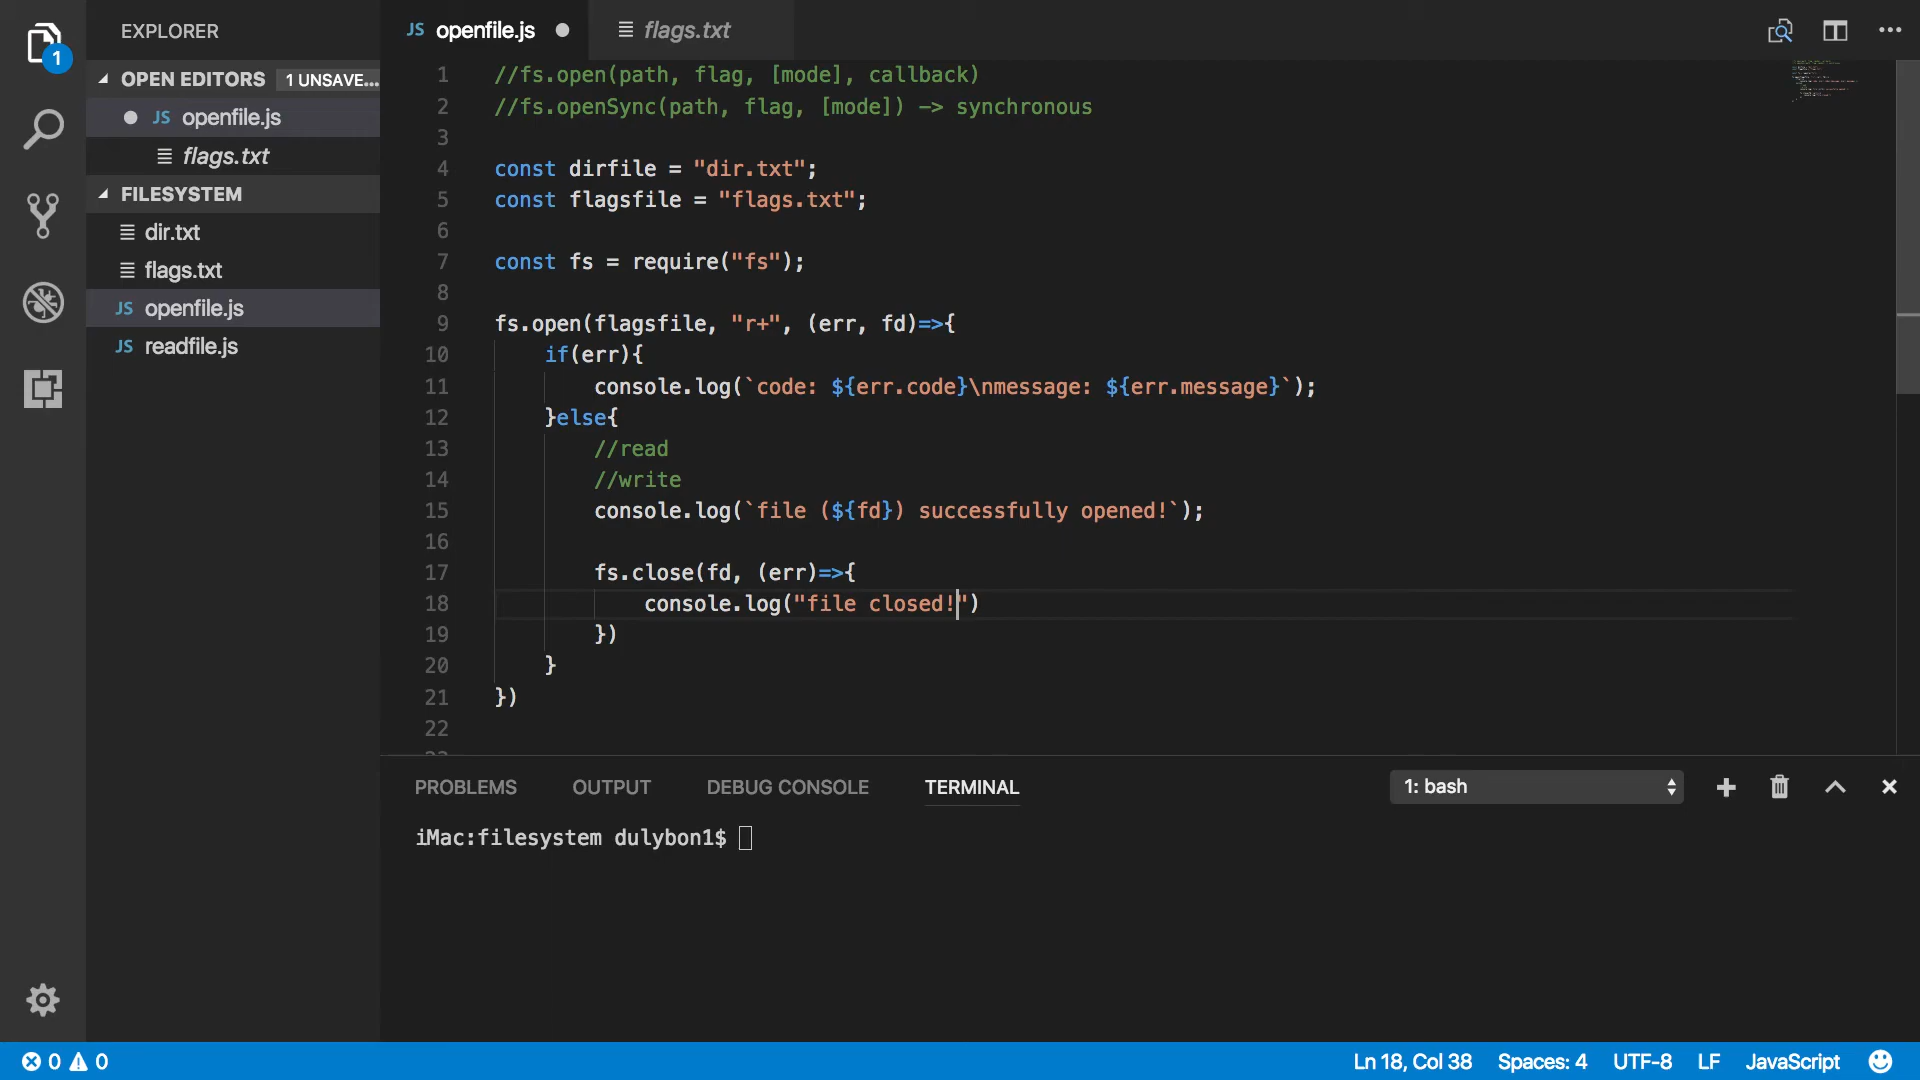 EXPLORER
JS openfile.js
flags.txt
1
OPEN EDITORS 1 UNSAVE...
JS openfile.js
flags.txt
FILESYSTEM
dir.txt
flags.txt
JS openfile.js
JS readfile.js
1 //fs.open(path, flag, [mode], callback)
2 //fs.openSync(path, flag, [mode]) -> synchronous
3
4 const dirfile = "dir.txt";
5 const flagsfile = "flags.txt";
6
7 const fs = require("fs");
8
9 fs.open(flagsfile, "r+", (err, fd)=>{
10 if(err){
11 console.log(`code: ${err.code}\nmessage: ${err.message}`);
12 }else{
13 //read
14 //write
15 console.log(`file (${fd}) successfully opened!`);
16
17 fs.close(fd, (err)=>{
18 console.log("file closed!")
19 })
20 }
21 })
22
PROBLEMS OUTPUT DEBUG CONSOLE TERMINAL 1: bash
iMac:filesystem dulybon1$
0 0 Ln 18, Col 38 Spaces: 4 UTF-8 LF JavaScript